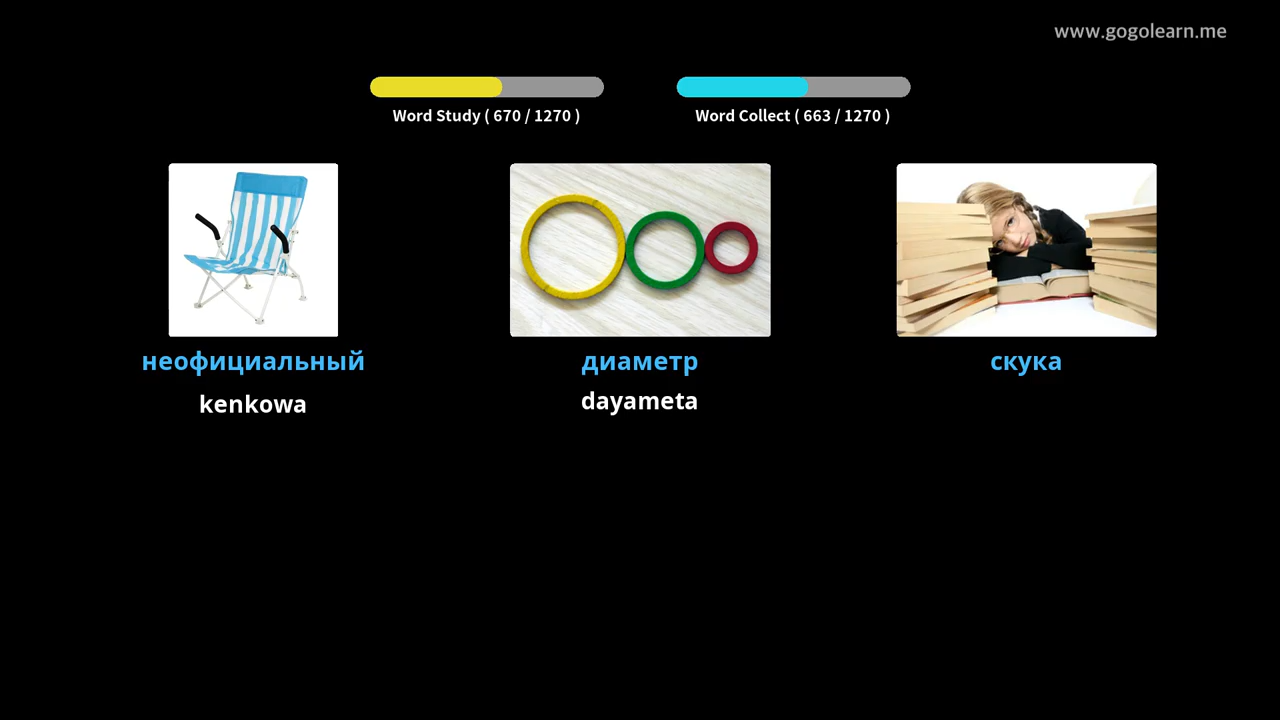 www.gogolearn.me
Word Study ( 670 / 1270 )
Word Collect ( 663 / 1270 )
неофициальный
диаметр
скука
kenkowa
dayameta